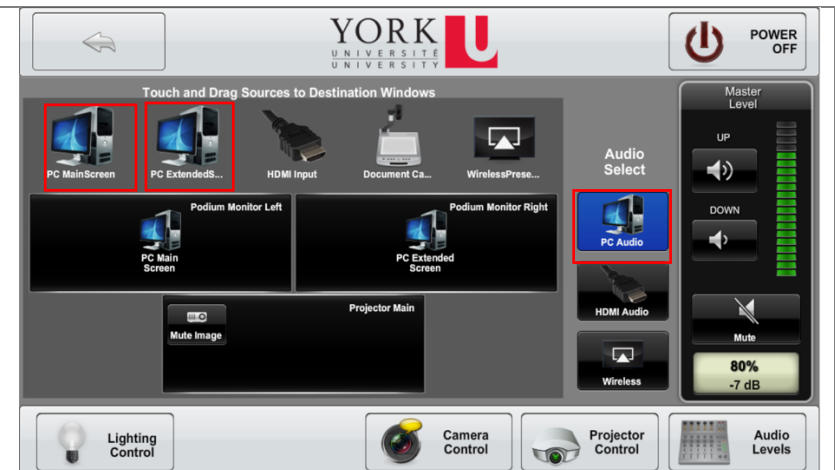 YORK
UNIVERSITÉ
UNIVERSITY
POWER
OFF
Touch and Drag Sources to Destination Windows
PC MainScreen
PC ExtendedS...
HDMI Input
Document Ca...
WirelessPrese...
Podium Monitor Left
PC Main
Screen
Podium Monitor Right
PC Extended
Screen
Projector Main
Mute Image
Audio
Select
PC Audio
HDMI Audio
Wireless
Master
Level
UP
DOWN
Mute
80%
-7 dB
Lighting
Control
Camera
Control
Projector
Control
Audio
Levels